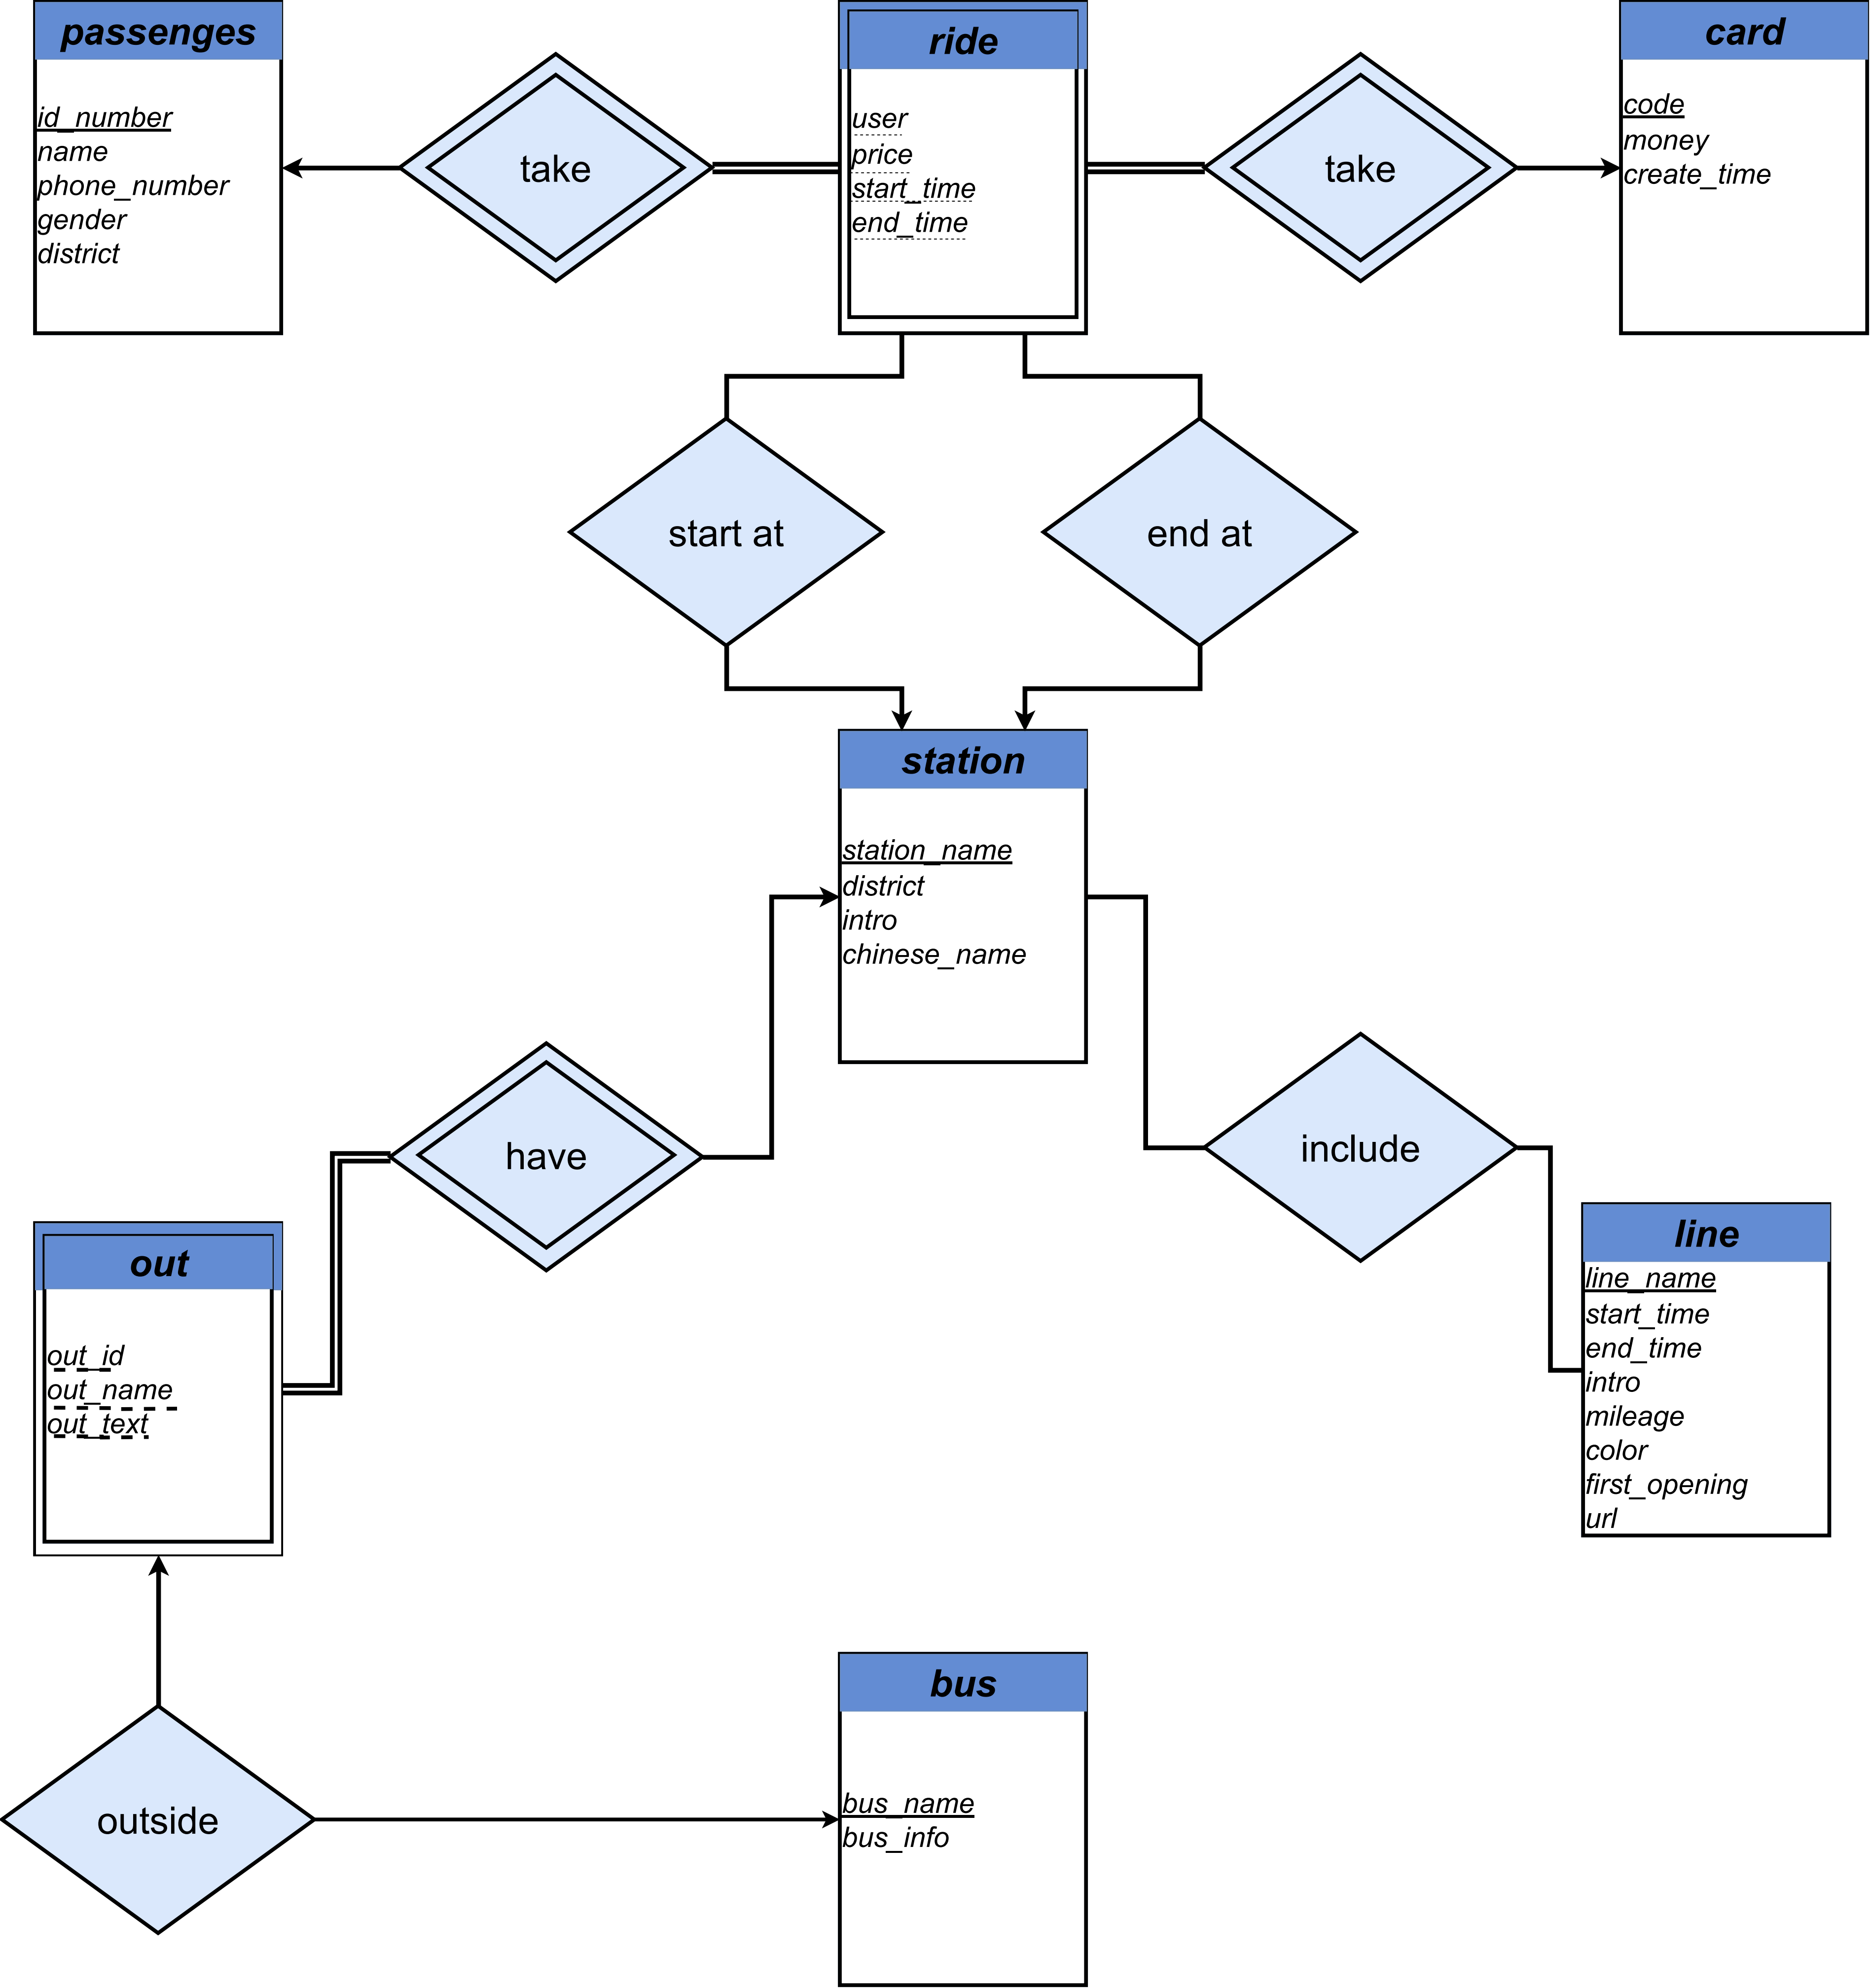 passenges
id_number
name
phone_number
gender
district
take
ride
user
price
start_time
end_time
take
card
code
money
create_time
start at
end at
station
station_name
district
intro
chinese_name
have
include
out
out_id
out_name
out_text
line
line_name
start_time
end_time
intro
mileage
color
first_opening
url
outside
bus
bus_name
bus_info